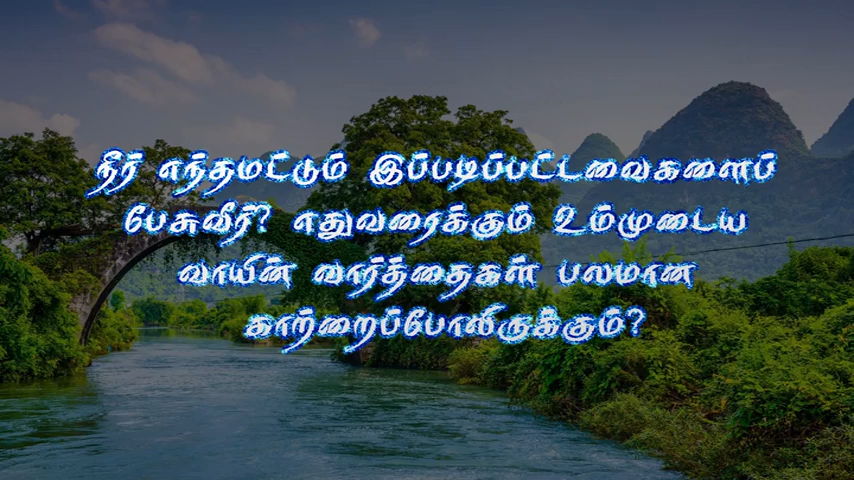 நீர் எந்தமட்டும் இப்படிப்பட்டவைகளைப்
பேசுவீர்? எதுவரைக்கும் உம்முடைய
வாயின் வார்த்தைகள் பலமான
காற்றைப்போலிருக்கும்?